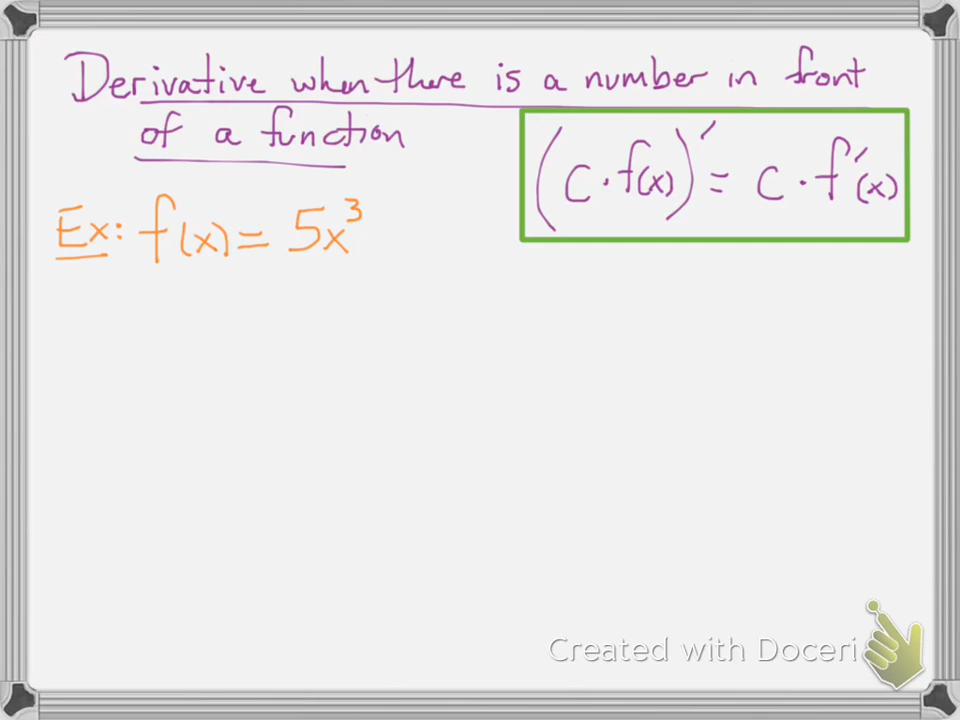 Derivative when there is a number in front
of a function
(C · f(x))′ = C · f′(x)
Ex: f(x) = 5x³
Created with Doceri